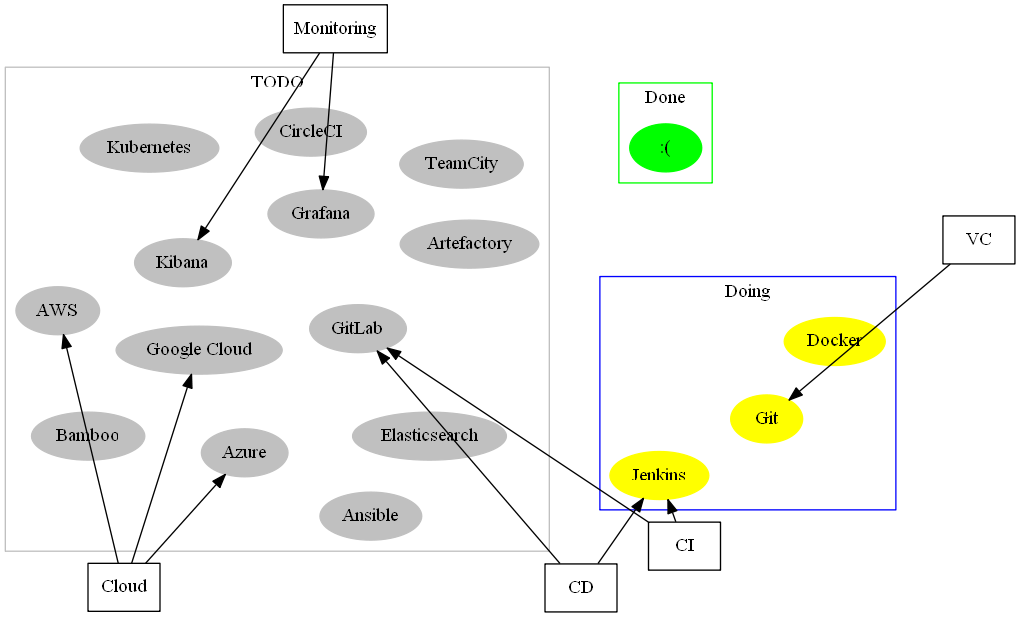 Monitoring
TODO
Done
CircleCI
Kubernetes
:(
TeamCity
Grafana
VC
Artefactory
Kibana
Doing
AWS
GitLab
Docker
Google Cloud
Git
Bamboo
Elasticsearch
Azure
Jenkins
Ansible
CI
Cloud
CD